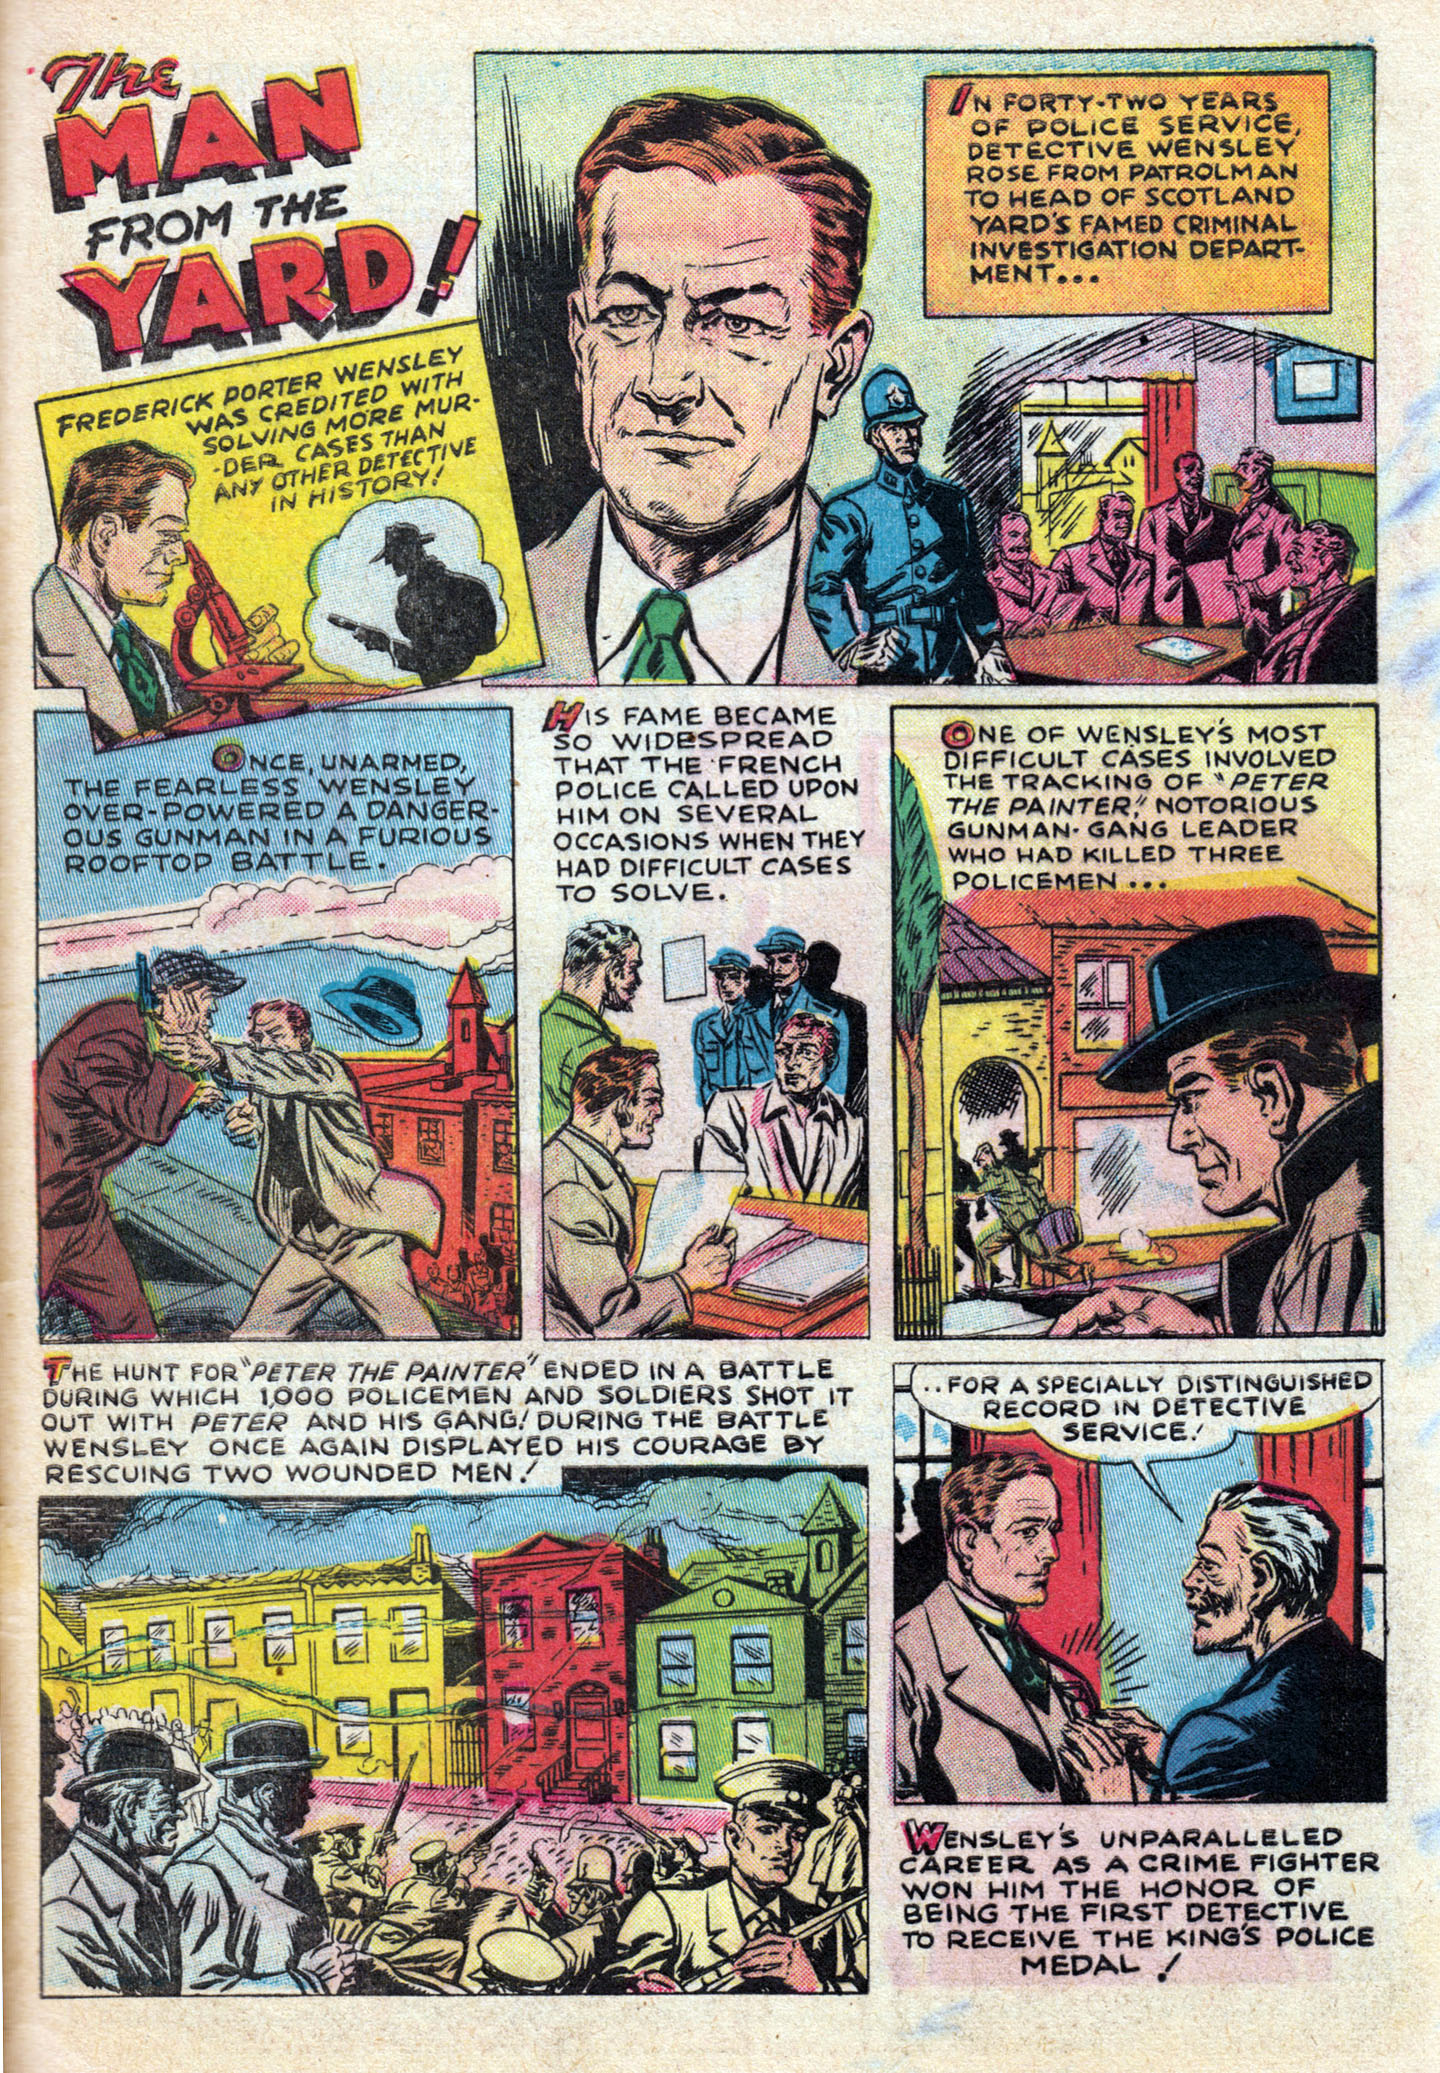 The
MAN
FROM THE
YARD!
FREDERICK PORTER WENSLEY
WAS CREDITED WITH
SOLVING MORE MUR-
-DER CASES THAN
ANY OTHER DETECTIVE
IN HISTORY!
IN FORTY-TWO YEARS
OF POLICE SERVICE,
DETECTIVE WENSLEY
ROSE FROM PATROLMAN
TO HEAD OF SCOTLAND
YARD'S FAMED CRIMINAL
INVESTIGATION DEPART-
MENT...
ONCE, UNARMED,
THE FEARLESS WENSLEY
OVER-POWERED A DANGER-
OUS GUNMAN IN A FURIOUS
ROOFTOP BATTLE.
HIS FAME BECAME
SO WIDESPREAD
THAT THE FRENCH
POLICE CALLED UPON
HIM ON SEVERAL
OCCASIONS WHEN THEY
HAD DIFFICULT CASES
TO SOLVE.
ONE OF WENSLEY'S MOST
DIFFICULT CASES INVOLVED
THE TRACKING OF "PETER
THE PAINTER," NOTORIOUS
GUNMAN-GANG LEADER
WHO HAD KILLED THREE
POLICEMEN...
THE HUNT FOR "PETER THE PAINTER" ENDED IN A BATTLE
DURING WHICH 1,000 POLICEMEN AND SOLDIERS SHOT IT
OUT WITH PETER AND HIS GANG! DURING THE BATTLE
WENSLEY ONCE AGAIN DISPLAYED HIS COURAGE BY
RESCUING TWO WOUNDED MEN!
..FOR A SPECIALLY DISTINGUISHED
RECORD IN DETECTIVE
SERVICE!
WENSLEY'S UNPARALLELED
CAREER AS A CRIME FIGHTER
WON HIM THE HONOR OF
BEING THE FIRST DETECTIVE
TO RECEIVE THE KING'S POLICE
MEDAL!